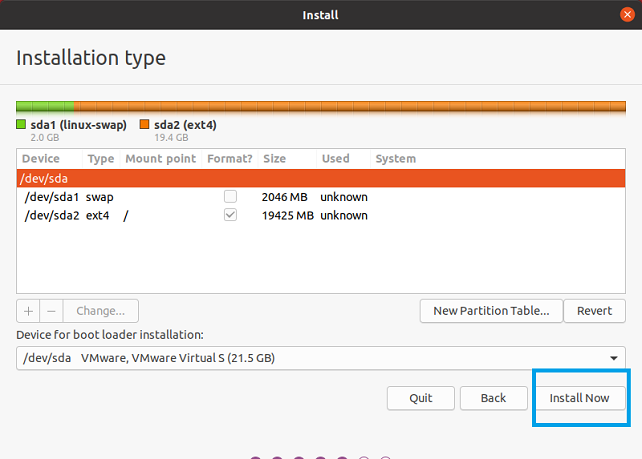 Install
Installation type
sda1 (linux-swap) sda2 (ext4)
2.0 GB 19.4 GB
Device Type Mount point Format? Size Used System
/dev/sda
/dev/sda1 swap 2046 MB unknown
/dev/sda2 ext4 / 19425 MB unknown
+ − Change... New Partition Table... Revert
Device for boot loader installation:
/dev/sda VMware, VMware Virtual S (21.5 GB)
Quit Back Install Now